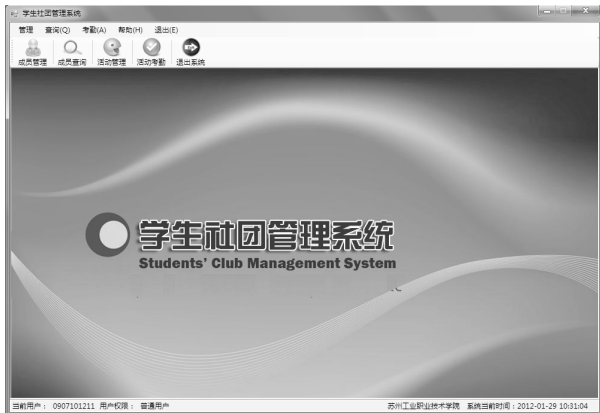 学生社团管理系统
管理 查询(Q) 考勤(A) 帮助(H) 退出(E)
成员管理 成员查询 活动管理 活动考勤 退出系统
学生社团管理系统
Students' Club Management System
当前用户： 0907101211 用户权限： 普通用户 苏州工业职业技术学院 系统当前时间：2012-01-29 10:31:04